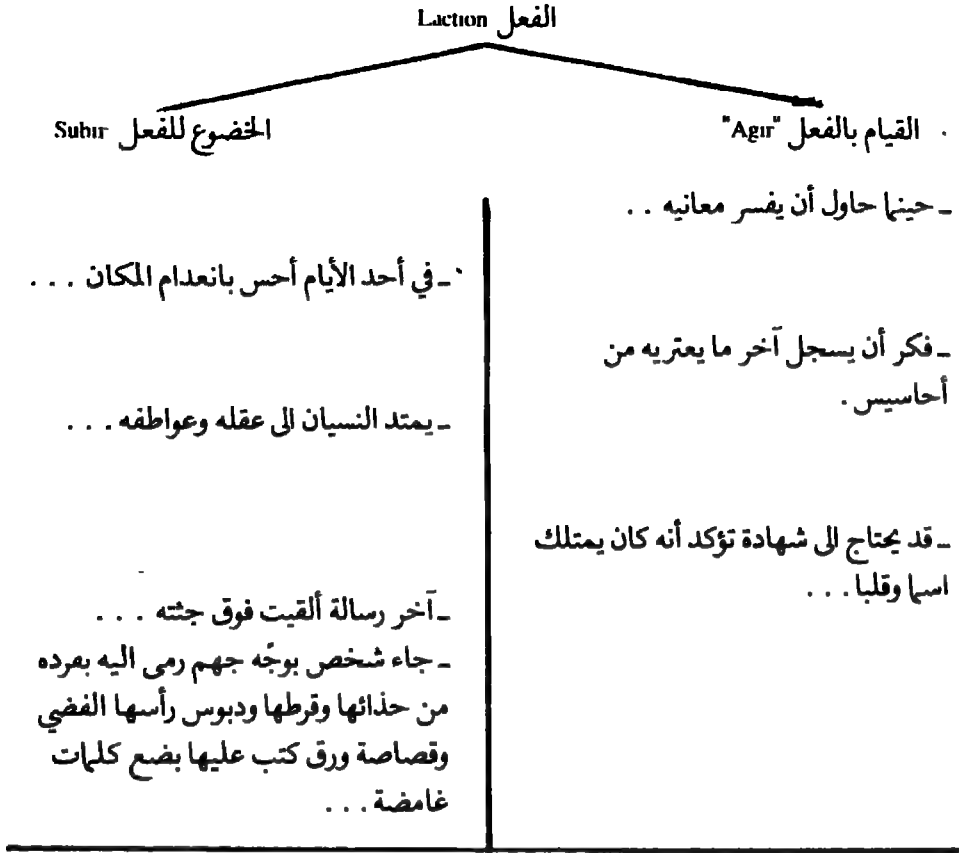 الفعل Laction
القيام بالفعل "Agir"
الخضوع للفعل Subir
ـ حينما حاول أن يفسر معانيه . .
ـ فكر أن يسجل آخر ما يعتريه من
أحاسيس .
ـ قد يحتاج الى شهادة تؤكد أنه كان يمتلك
اسما وقلبا . . .
ـ في أحد الأيام أحس بانعدام المكان . . .
ـ يمتد النسيان الى عقله وعواطفه . . .
ـ آخر رسالة ألقيت فوق جثته . . .
ـ جاء شخص بوجّه جهم رمى اليه بفرده
من حذائها وقرطها ودبوس رأسها الفضي
وقصاصة ورق كتب عليها بضع كلمات
غامضة . . .